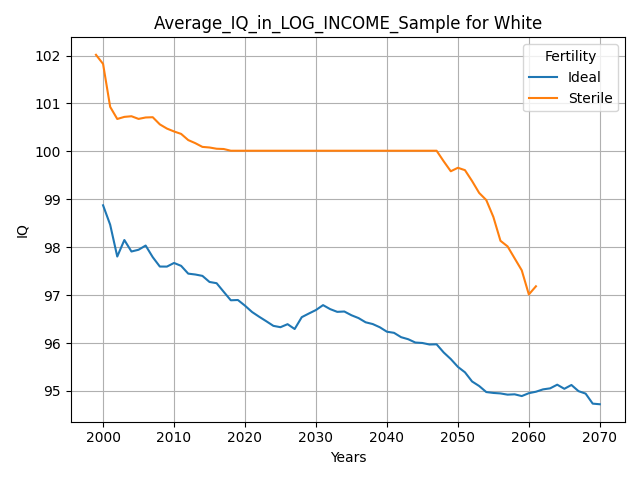 Average_IQ_in_LOG_INCOME_Sample for White
Fertility
Ideal
Sterile
IQ
102
101
100
99
98
97
96
95
2000 2010 2020 2030 2040 2050 2060 2070
Years